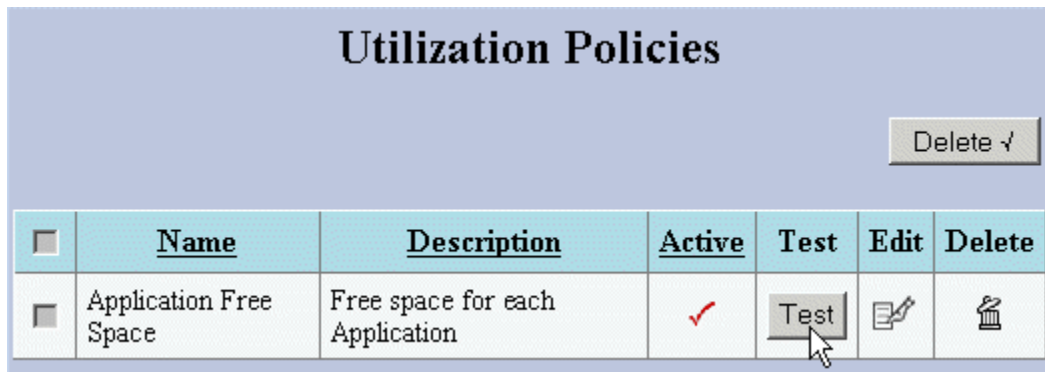 Utilization Policies
Delete √
Name Description Active Test Edit Delete
Application Free Free space for each Test
Space Application